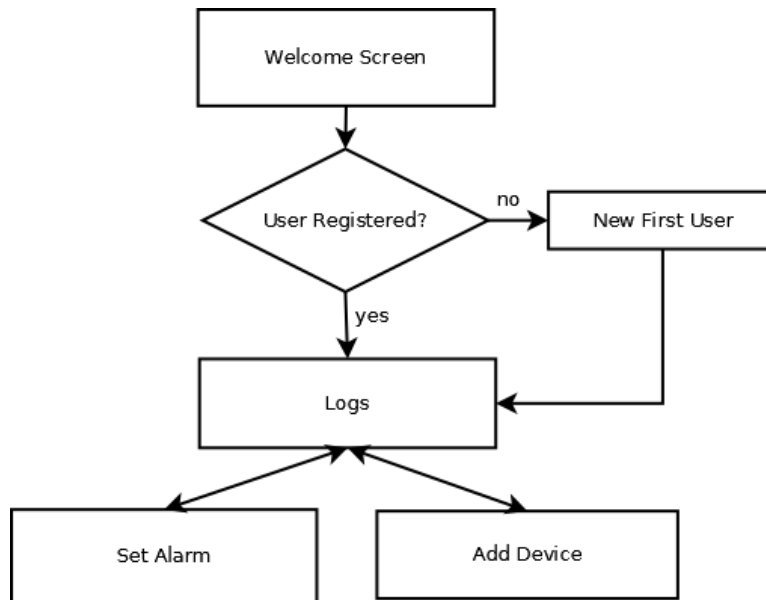 Welcome Screen
User Registered?
no
New First User
yes
Logs
Set Alarm
Add Device